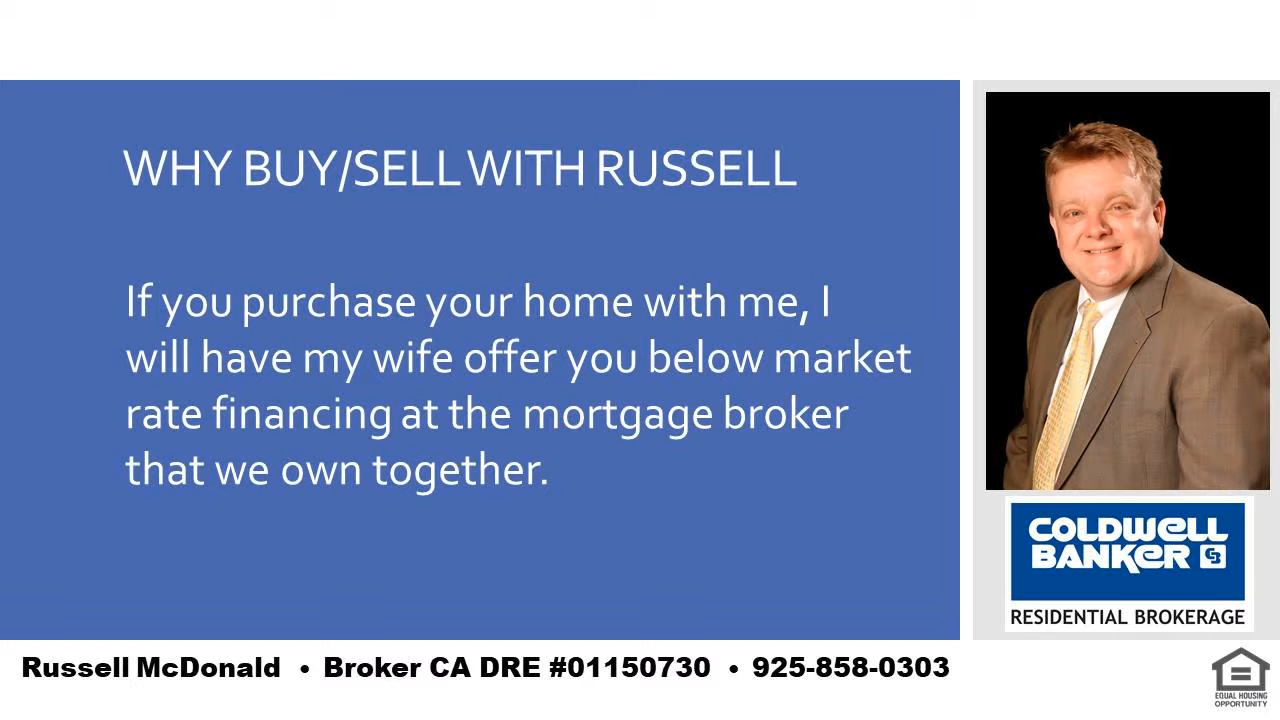 WHY BUY/SELL WITH RUSSELL
If you purchase your home with me, I
will have my wife offer you below market
rate financing at the mortgage broker
that we own together.
COLDWELL
BANKER CB
RESIDENTIAL BROKERAGE
Russell McDonald • Broker CA DRE #01150730 • 925-858-0303
EQUAL HOUSING
OPPORTUNITY